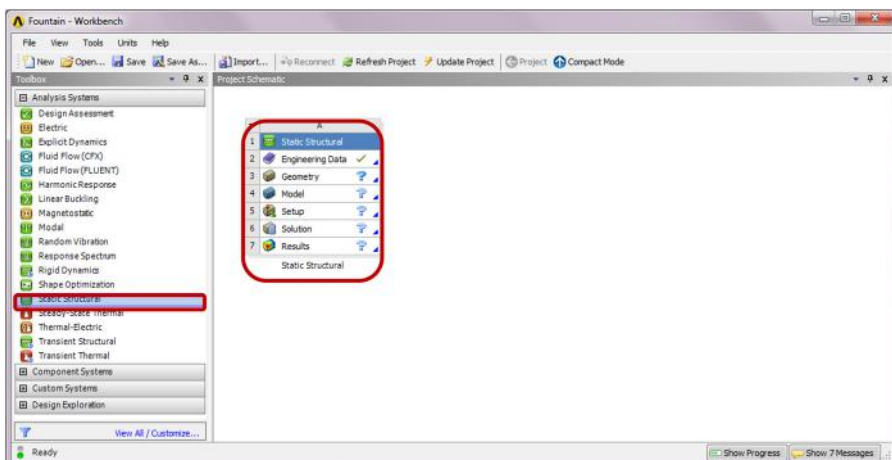 Fountain - Workbench
File View Tools Units Help
New Open... Save Save As... Import... Reconnect Refresh Project Update Project Project Compact Mode
Toolbox
Project Schematic
Analysis Systems
Design Assessment
Electric
Explicit Dynamics
Fluid Flow (CFX)
Fluid Flow (FLUENT)
Harmonic Response
Linear Buckling
Magnetostatic
Modal
Random Vibration
Response Spectrum
Rigid Dynamics
Shape Optimization
Static Structural
Steady-State Thermal
Thermal-Electric
Transient Structural
Transient Thermal
Component Systems
Custom Systems
Design Exploration
View All / Customize...
A
1 Static Structural
2 Engineering Data
3 Geometry
4 Model
5 Setup
6 Solution
7 Results
Static Structural
Ready
Show Progress Show 7 Messages